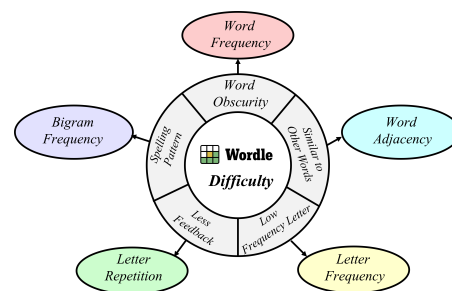 Word
Frequency
Word
Obscurity
Bigram
Frequency
Spelling
Pattern
Similar to
Other Words
Word
Adjacency
Wordle
Difficulty
Less
Feedback
Low
Frequency Letter
Letter
Repetition
Letter
Frequency